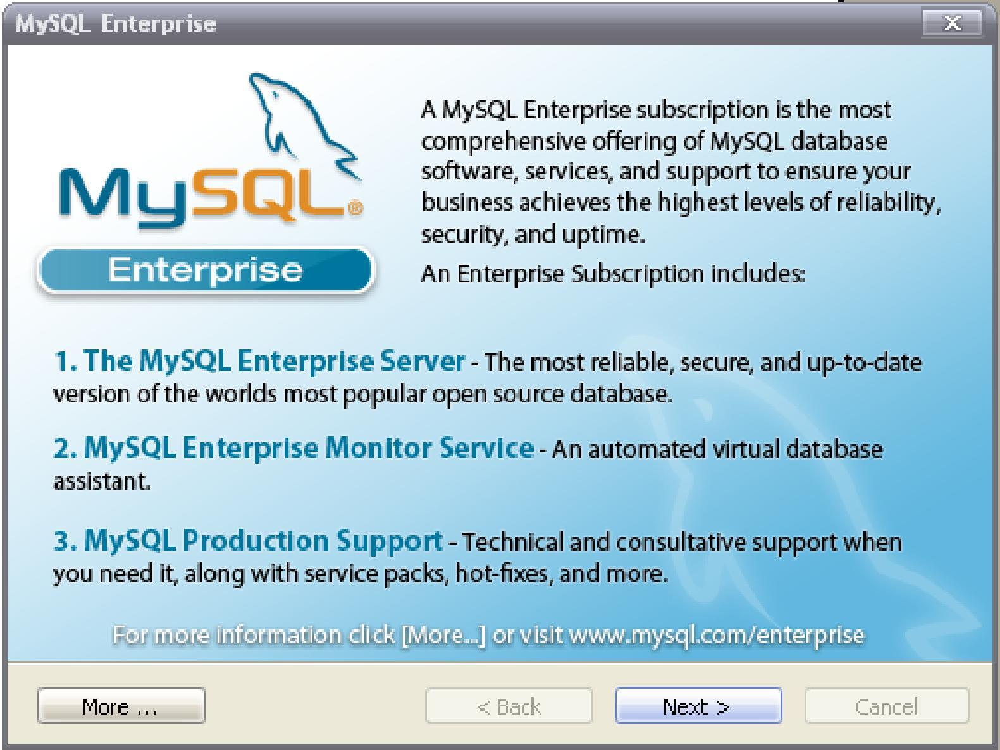 MySQL Enterprise
X
MySQL®
Enterprise
A MySQL Enterprise subscription is the most
comprehensive offering of MySQL database
software, services, and support to ensure your
business achieves the highest levels of reliability,
security, and uptime.
An Enterprise Subscription includes:
1. The MySQL Enterprise Server - The most reliable, secure, and up-to-date
version of the worlds most popular open source database.
2. MySQL Enterprise Monitor Service - An automated virtual database
assistant.
3. MySQL Production Support - Technical and consultative support when
you need it, along with service packs, hot-fixes, and more.
For more information click [More...] or visit www.mysql.com/enterprise
More ...
< Back
Next >
Cancel